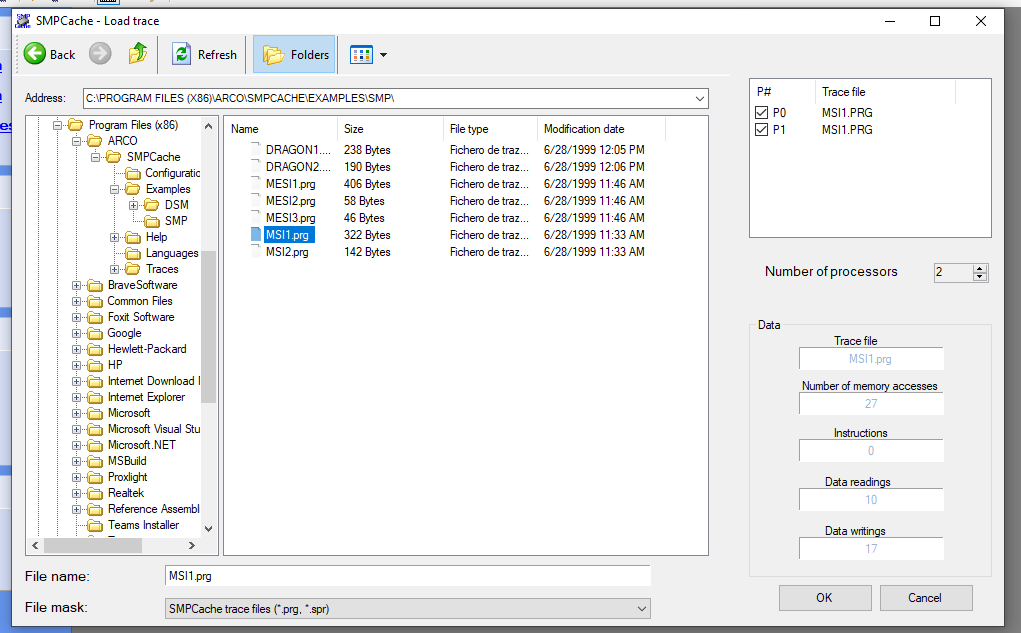 SMPCache - Load trace
Back Refresh Folders
Address: C:\PROGRAM FILES (X86)\ARCO\SMPCACHE\EXAMPLES\SMP\
Program Files (x86)
ARCO
SMPCache
Configuratic
Examples
DSM
SMP
Help
Languages
Traces
BraveSoftware
Common Files
Foxit Software
Google
Hewlett-Packard
HP
Internet Download
Internet Explorer
Microsoft
Microsoft Visual Stu
Microsoft.NET
MSBuild
Proxlight
Realtek
Reference Assembl
Teams Installer
Name Size File type Modification date
DRAGON1.... 238 Bytes Fichero de traz... 6/28/1999 12:05 PM
DRAGON2.... 190 Bytes Fichero de traz... 6/28/1999 12:06 PM
MESI1.prg 406 Bytes Fichero de traz... 6/28/1999 11:46 AM
MESI2.prg 58 Bytes Fichero de traz... 6/28/1999 11:46 AM
MESI3.prg 46 Bytes Fichero de traz... 6/28/1999 11:46 AM
MSI1.prg 322 Bytes Fichero de traz... 6/28/1999 11:33 AM
MSI2.prg 142 Bytes Fichero de traz... 6/28/1999 11:33 AM
P# Trace file
P0 MSI1.PRG
P1 MSI1.PRG
Number of processors 2
Data
Trace file
MSI1.prg
Number of memory accesses
27
Instructions
0
Data readings
10
Data writings
17
File name: MSI1.prg
File mask: SMPCache trace files (*.prg, *.spr)
OK Cancel